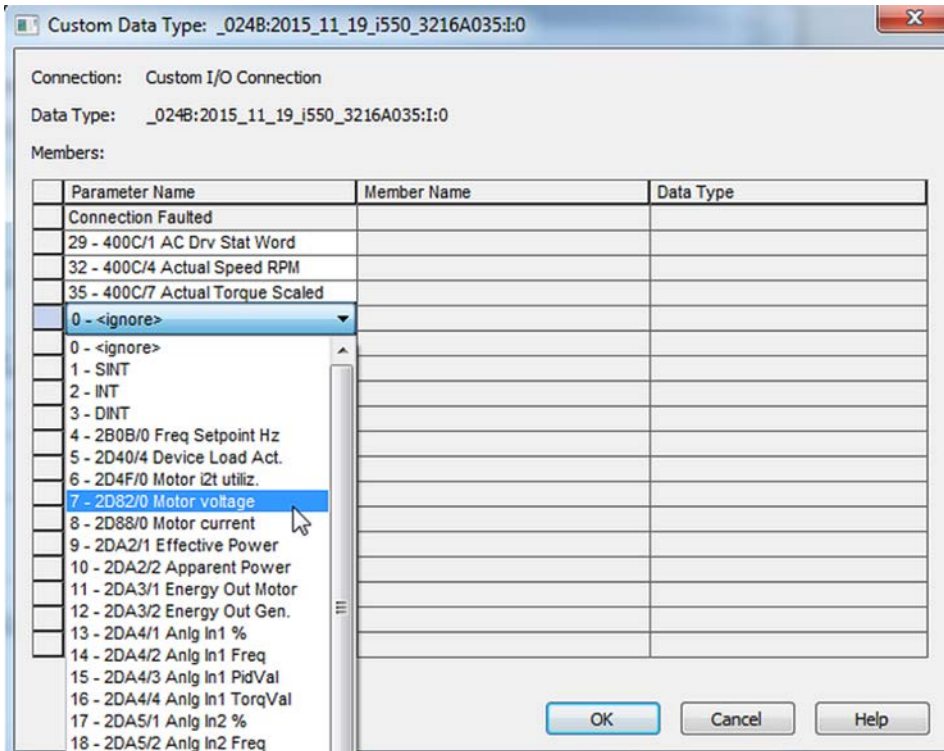 Custom Data Type: _024B:2015_11_19_i550_3216A035:I:0
Connection: Custom I/O Connection
Data Type: _024B:2015_11_19_i550_3216A035:I:0
Members:
Parameter Name Member Name Data Type
Connection Faulted
29 - 400C/1 AC Drv Stat Word
32 - 400C/4 Actual Speed RPM
35 - 400C/7 Actual Torque Scaled
0 - <ignore>
0 - <ignore>
1 - SINT
2 - INT
3 - DINT
4 - 2B0B/0 Freq Setpoint Hz
5 - 2D40/4 Device Load Act.
6 - 2D4F/0 Motor i2t utiliz.
7 - 2D82/0 Motor voltage
8 - 2D88/0 Motor current
9 - 2DA2/1 Effective Power
10 - 2DA2/2 Apparent Power
11 - 2DA3/1 Energy Out Motor
12 - 2DA3/2 Energy Out Gen.
13 - 2DA4/1 Anlg In1 %
14 - 2DA4/2 Anlg In1 Freq
15 - 2DA4/3 Anlg In1 PidVal
16 - 2DA4/4 Anlg In1 TorqVal
17 - 2DA5/1 Anlg In2 %
18 - 2DA5/2 Anlg In2 Freq
OK Cancel Help